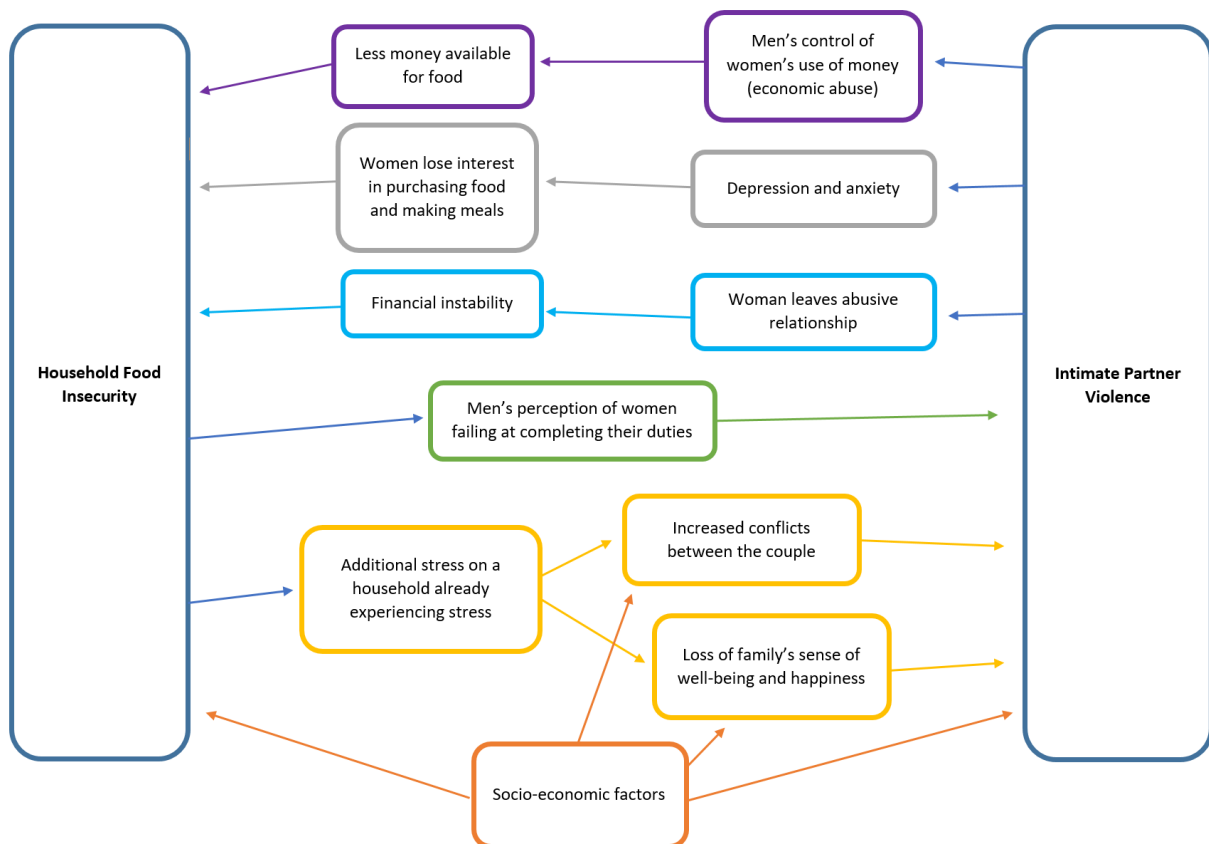 Less money available
for food
Men’s control of
women’s use of money
(economic abuse)
Women lose interest
in purchasing food
and making meals
Depression and anxiety
Financial instability
Woman leaves abusive
relationship
Household Food
Insecurity
Intimate Partner
Violence
Men’s perception of women
failing at completing their duties
Additional stress on a
household already
experiencing stress
Increased conflicts
between the couple
Loss of family’s sense of
well-being and happiness
Socio-economic factors